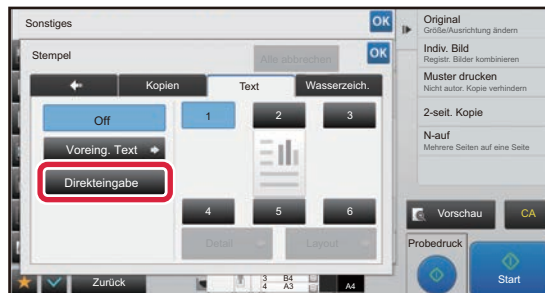 Sonstiges
OK
Stempel
Alle abbrechen
OK
Kopien
Text
Wasserzeich.
Off
Voreing. Text
Direkteingabe
1
2
3
4
5
6
Detail
Layout
Zurück
3 B4
4 A3
A4
Original
Größe/Ausrichtung ändern
Indiv. Bild
Registr. Bilder kombinieren
Muster drucken
Nicht autor. Kopie verhindern
2-seit. Kopie
N-auf
Mehrere Seiten auf eine Seite
Vorschau
CA
Probedruck
Start